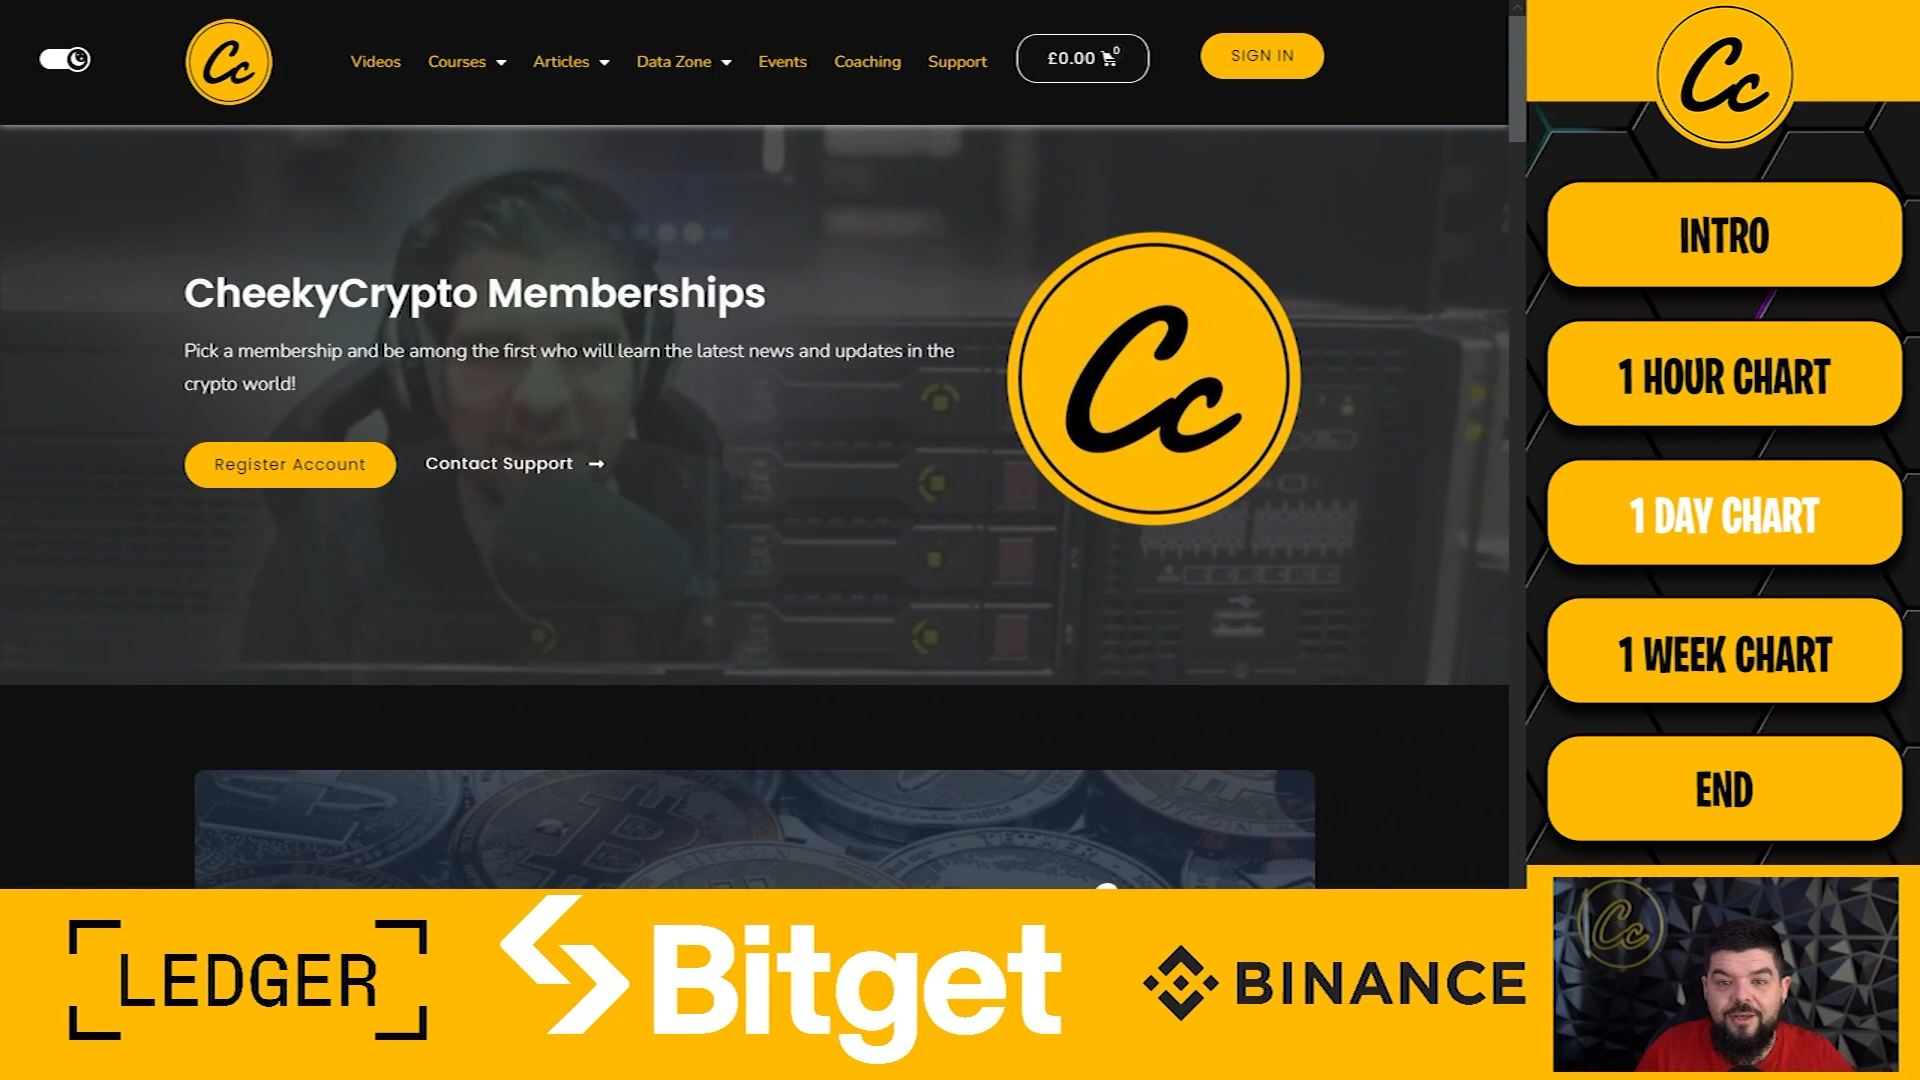 Cc
Videos
Courses
Articles
Data Zone
Events
Coaching
Support
£0.00
0
SIGN IN
CheekyCrypto Memberships
Pick a membership and be among the first who will learn the latest news and updates in the
crypto world!
Register Account
Contact Support
Cc
Cc
INTRO
1 HOUR CHART
1 DAY CHART
1 WEEK CHART
END
LEDGER
Bitget
BINANCE
Cc